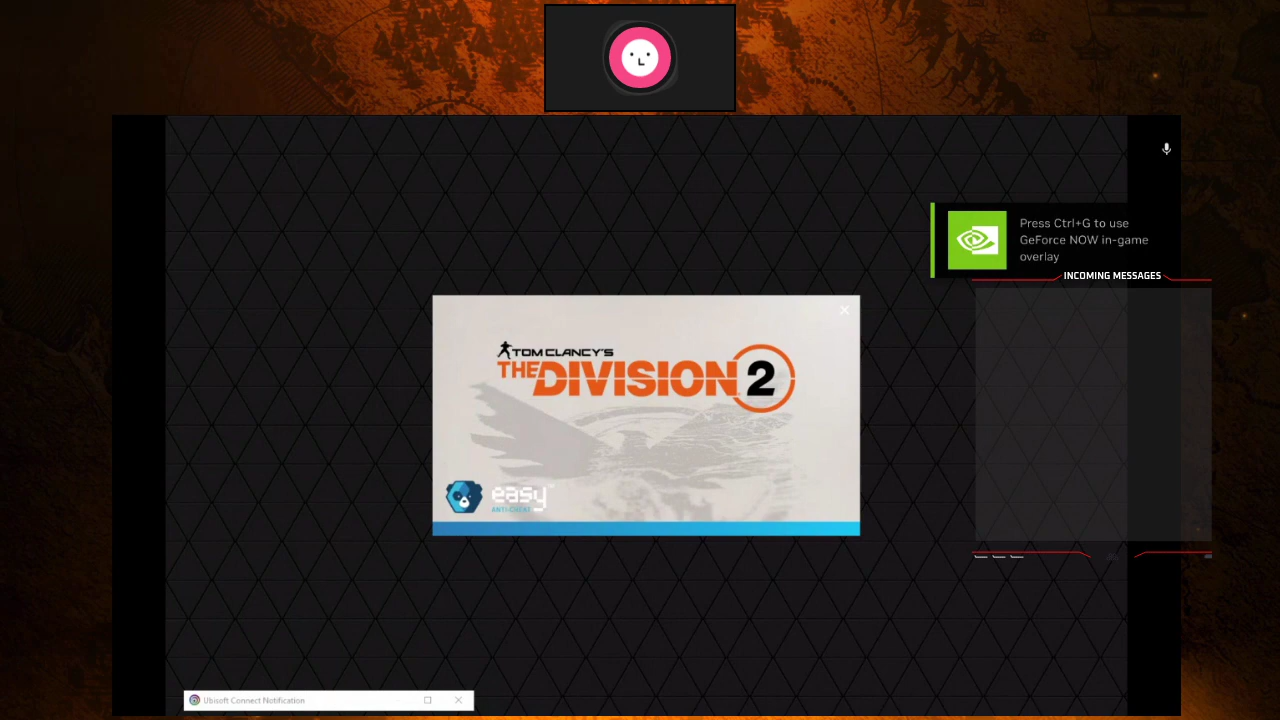 Press Ctrl+G to use
GeForce NOW in-game
overlay
INCOMING MESSAGES
TOM CLANCY'S
THE DIVISION 2
easy
ANTI-CHEAT
Ubisoft Connect Notification